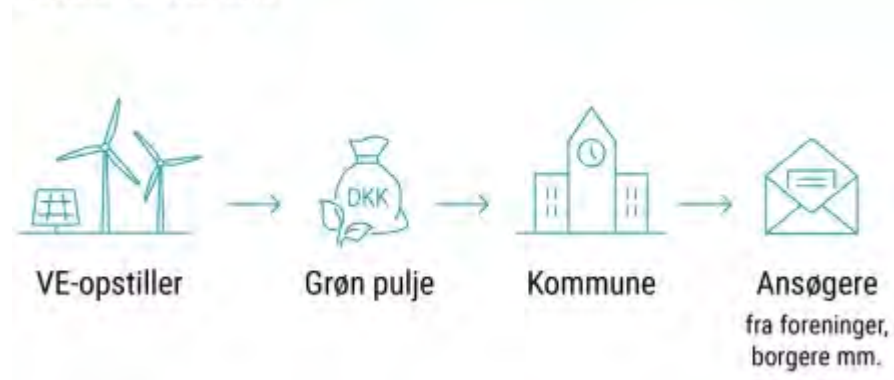 DKK
VE-opstiller
Grøn pulje
Kommune
Ansøgere
fra foreninger,
borgere mm.